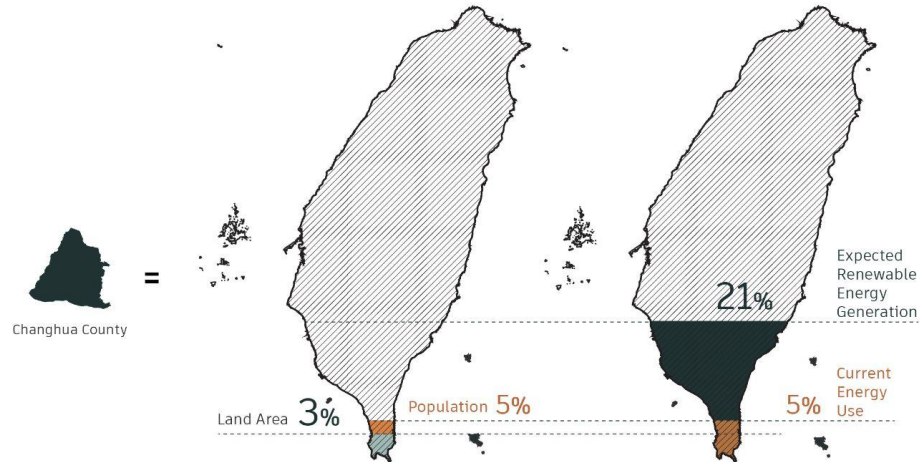 Changhua County
=
Land Area 3%
Population 5%
21%
Expected
Renewable
Energy
Generation
5%
Current
Energy
Use